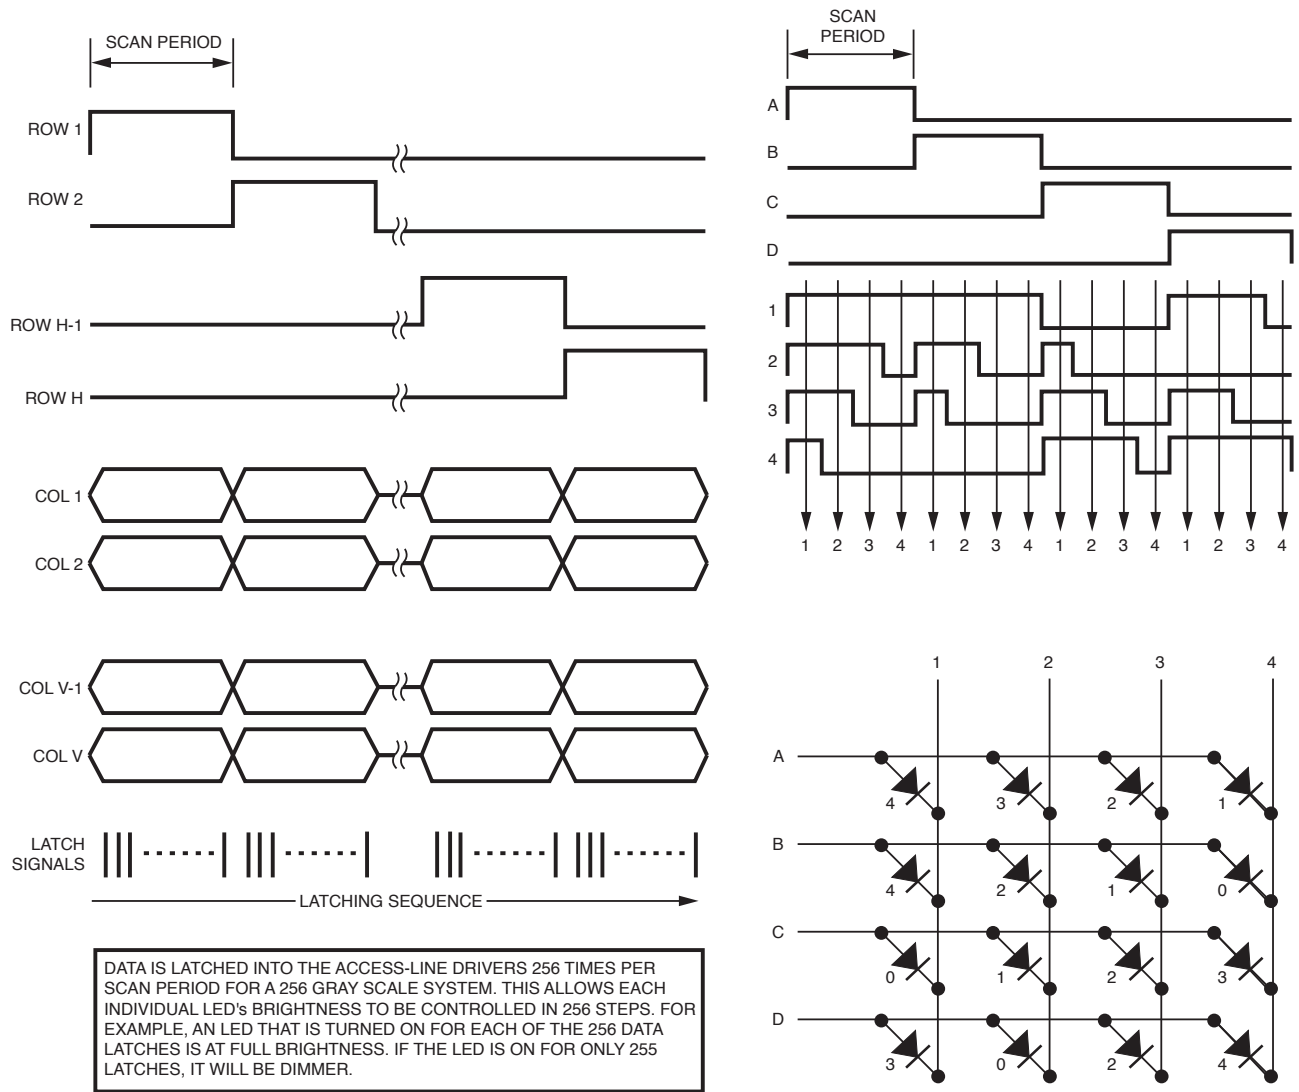 SCAN PERIOD
ROW 1
ROW 2
ROW H-1
ROW H
COL 1
COL 2
COL V-1
COL V
LATCH
SIGNALS
LATCHING SEQUENCE
DATA IS LATCHED INTO THE ACCESS-LINE DRIVERS 256 TIMES PER
SCAN PERIOD FOR A 256 GRAY SCALE SYSTEM. THIS ALLOWS EACH
INDIVIDUAL LED's BRIGHTNESS TO BE CONTROLLED IN 256 STEPS. FOR
EXAMPLE, AN LED THAT IS TURNED ON FOR EACH OF THE 256 DATA
LATCHES IS AT FULL BRIGHTNESS. IF THE LED IS ON FOR ONLY 255
LATCHES, IT WILL BE DIMMER.
SCAN
PERIOD
A
B
C
D
1
2
3
4
1 2 3 4 1 2 3 4 1 2 3 4 1 2 3 4
1 2 3 4
A
4 3 2 1
B
4 2 1 0
C
0 1 2 3
D
3 0 2 4